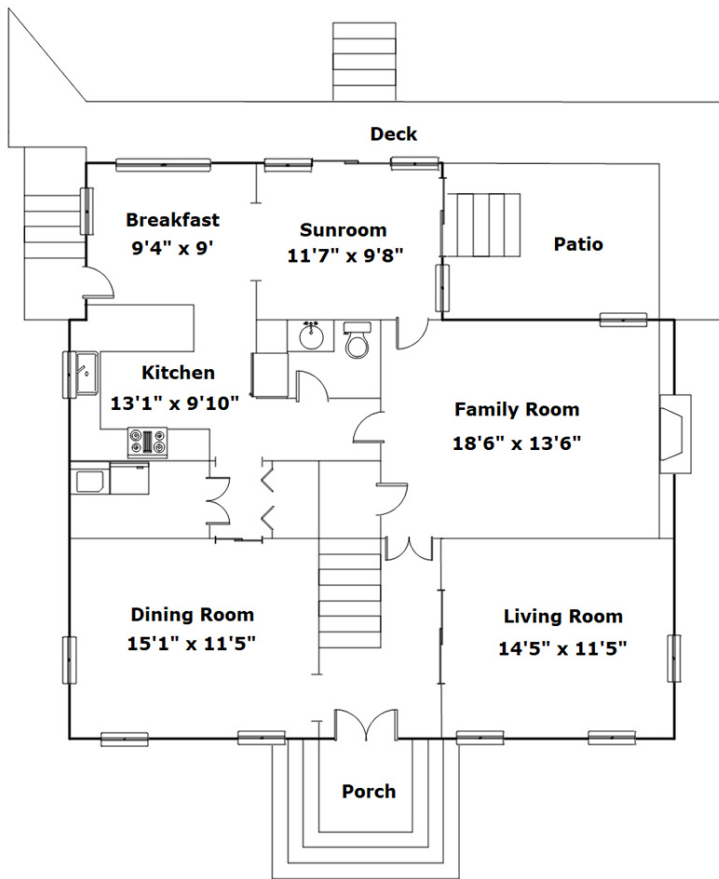 Deck
Breakfast
9'4" x 9'
Sunroom
11'7" x 9'8"
Patio
Kitchen
13'1" x 9'10"
Family Room
18'6" x 13'6"
Dining Room
15'1" x 11'5"
Living Room
14'5" x 11'5"
Porch